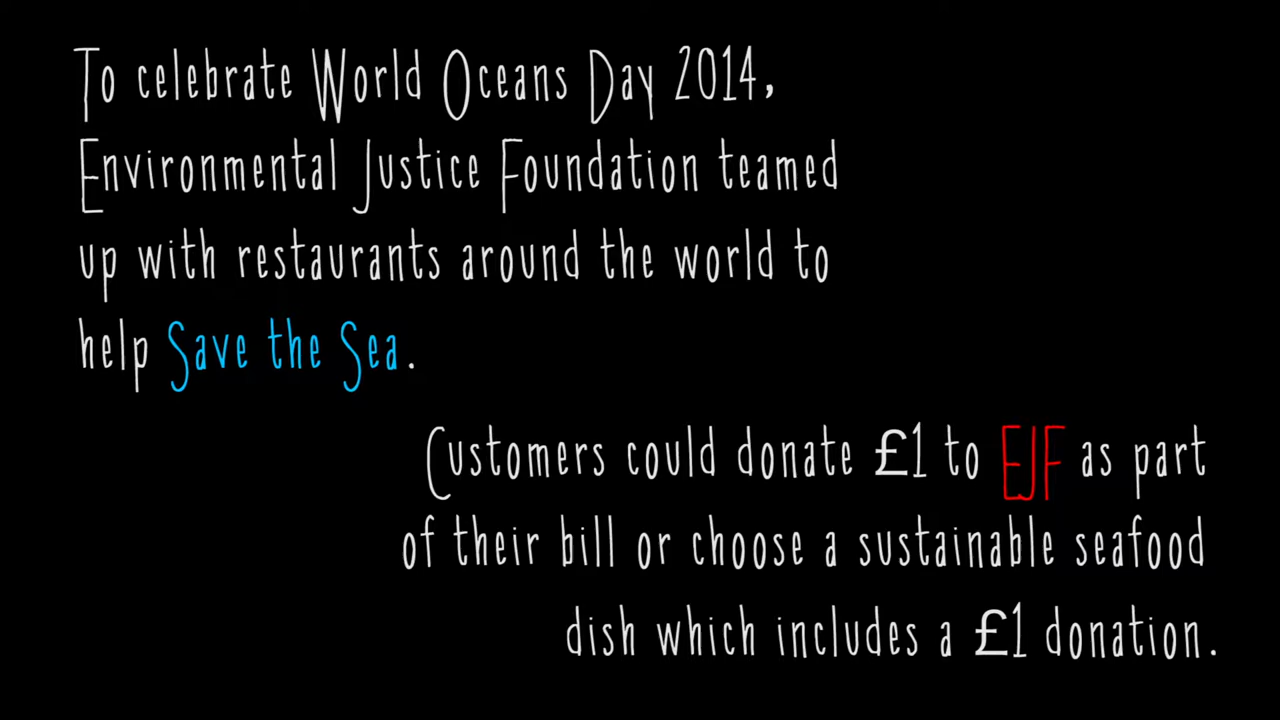 To celebrate World Oceans Day 2014,
Environmental Justice Foundation teamed
up with restaurants around the world to
help Save the Sea.
Customers could donate £1 to EJF as part
of their bill or choose a sustainable seafood
dish which includes a £1 donation.